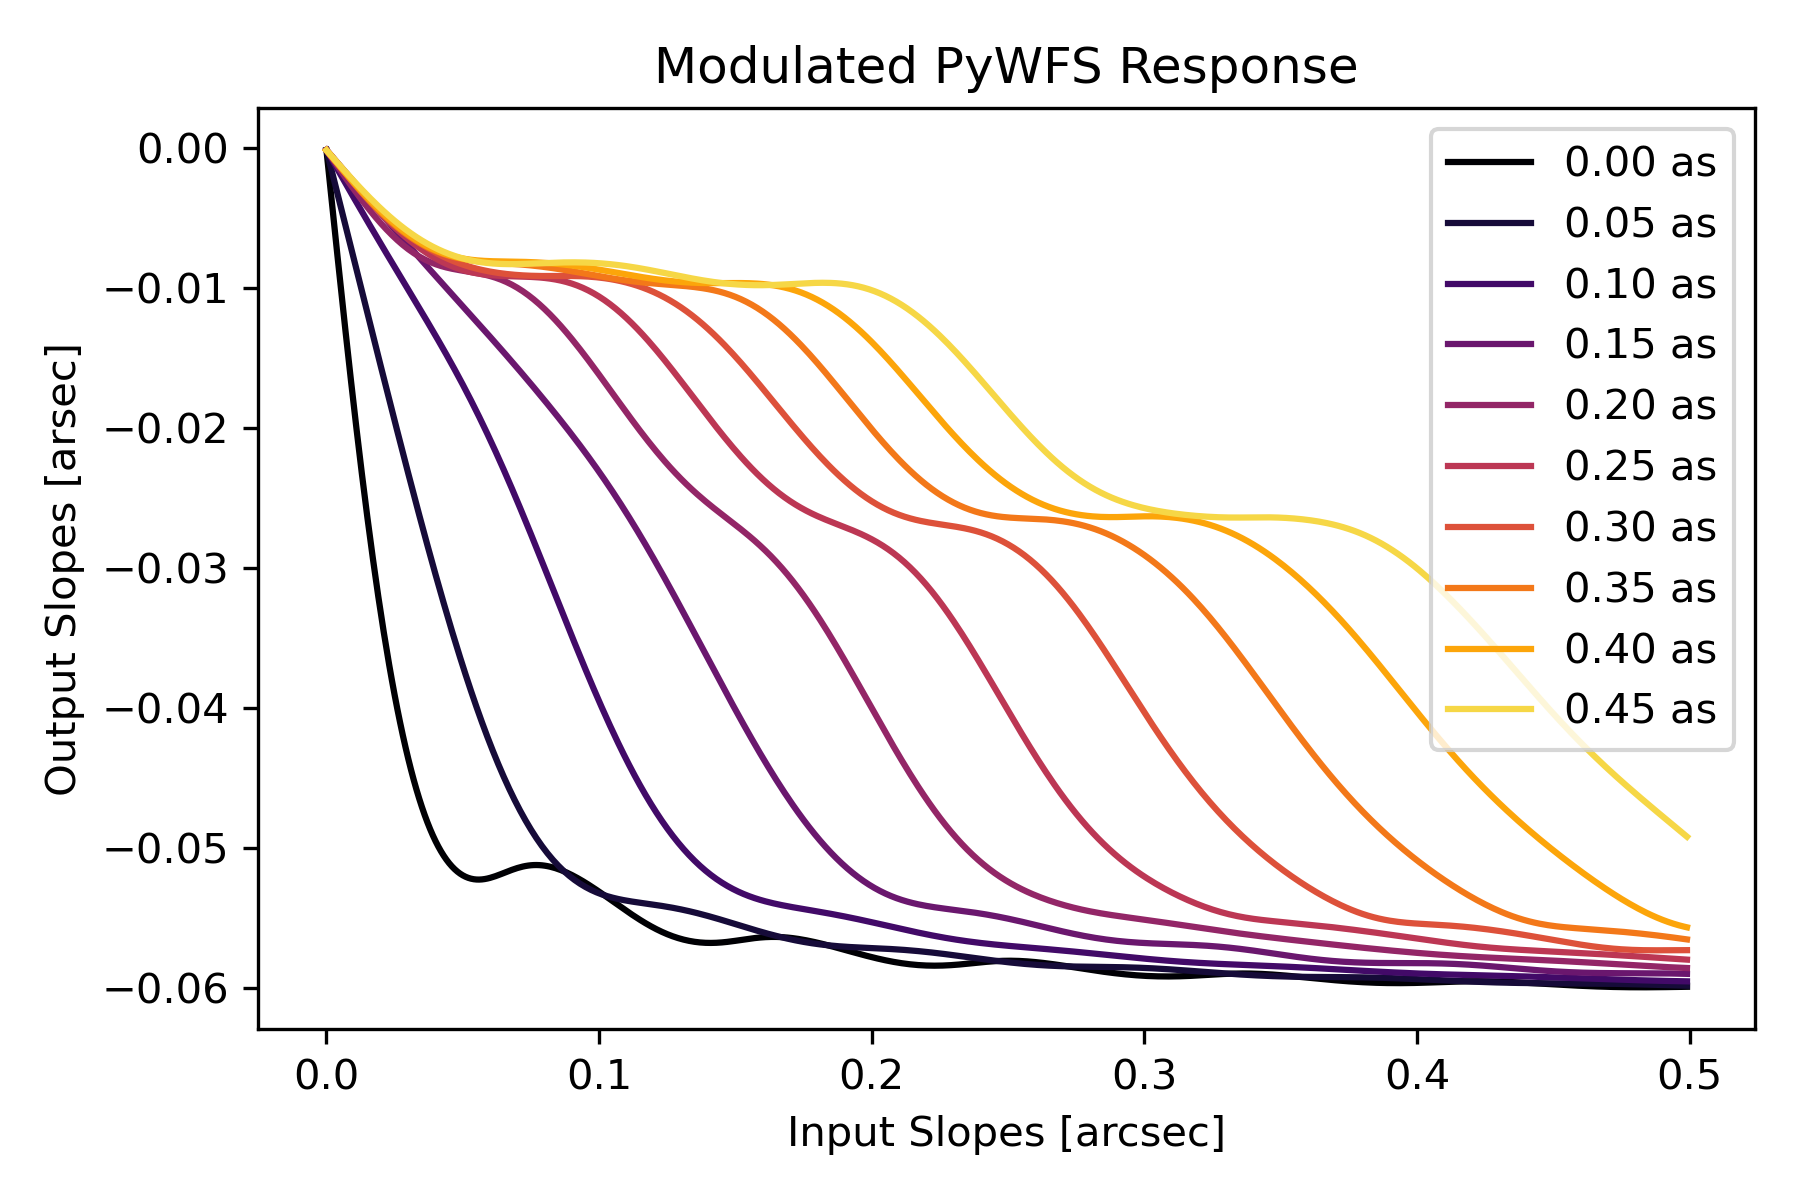 Modulated PyWFS Response
Output Slopes [arsec]
0.00
−0.01
−0.02
−0.03
−0.04
−0.05
−0.06
0.00 as
0.05 as
0.10 as
0.15 as
0.20 as
0.25 as
0.30 as
0.35 as
0.40 as
0.45 as
0.0 0.1 0.2 0.3 0.4 0.5
Input Slopes [arcsec]